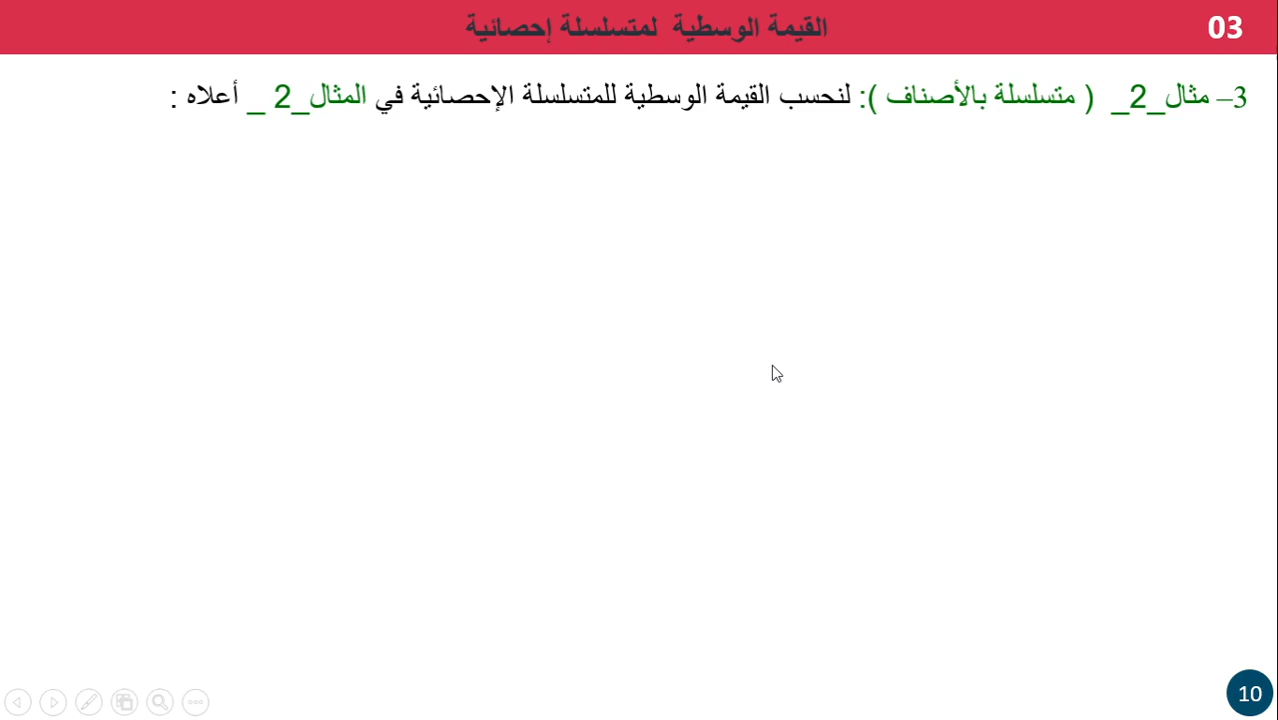 القيمة الوسطية لمتسلسلة إحصائية
03
3– مثال_2_ ( متسلسلة بالأصناف ): لنحسب القيمة الوسطية للمتسلسلة الإحصائية في المثال_2 _ أعلاه :
10